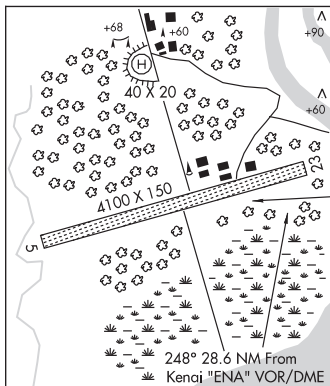 +68
+60
+90
H
40 X 20
+60
4100 X 150
23
5
248° 28.6 NM From
Kenai "ENA" VOR/DME